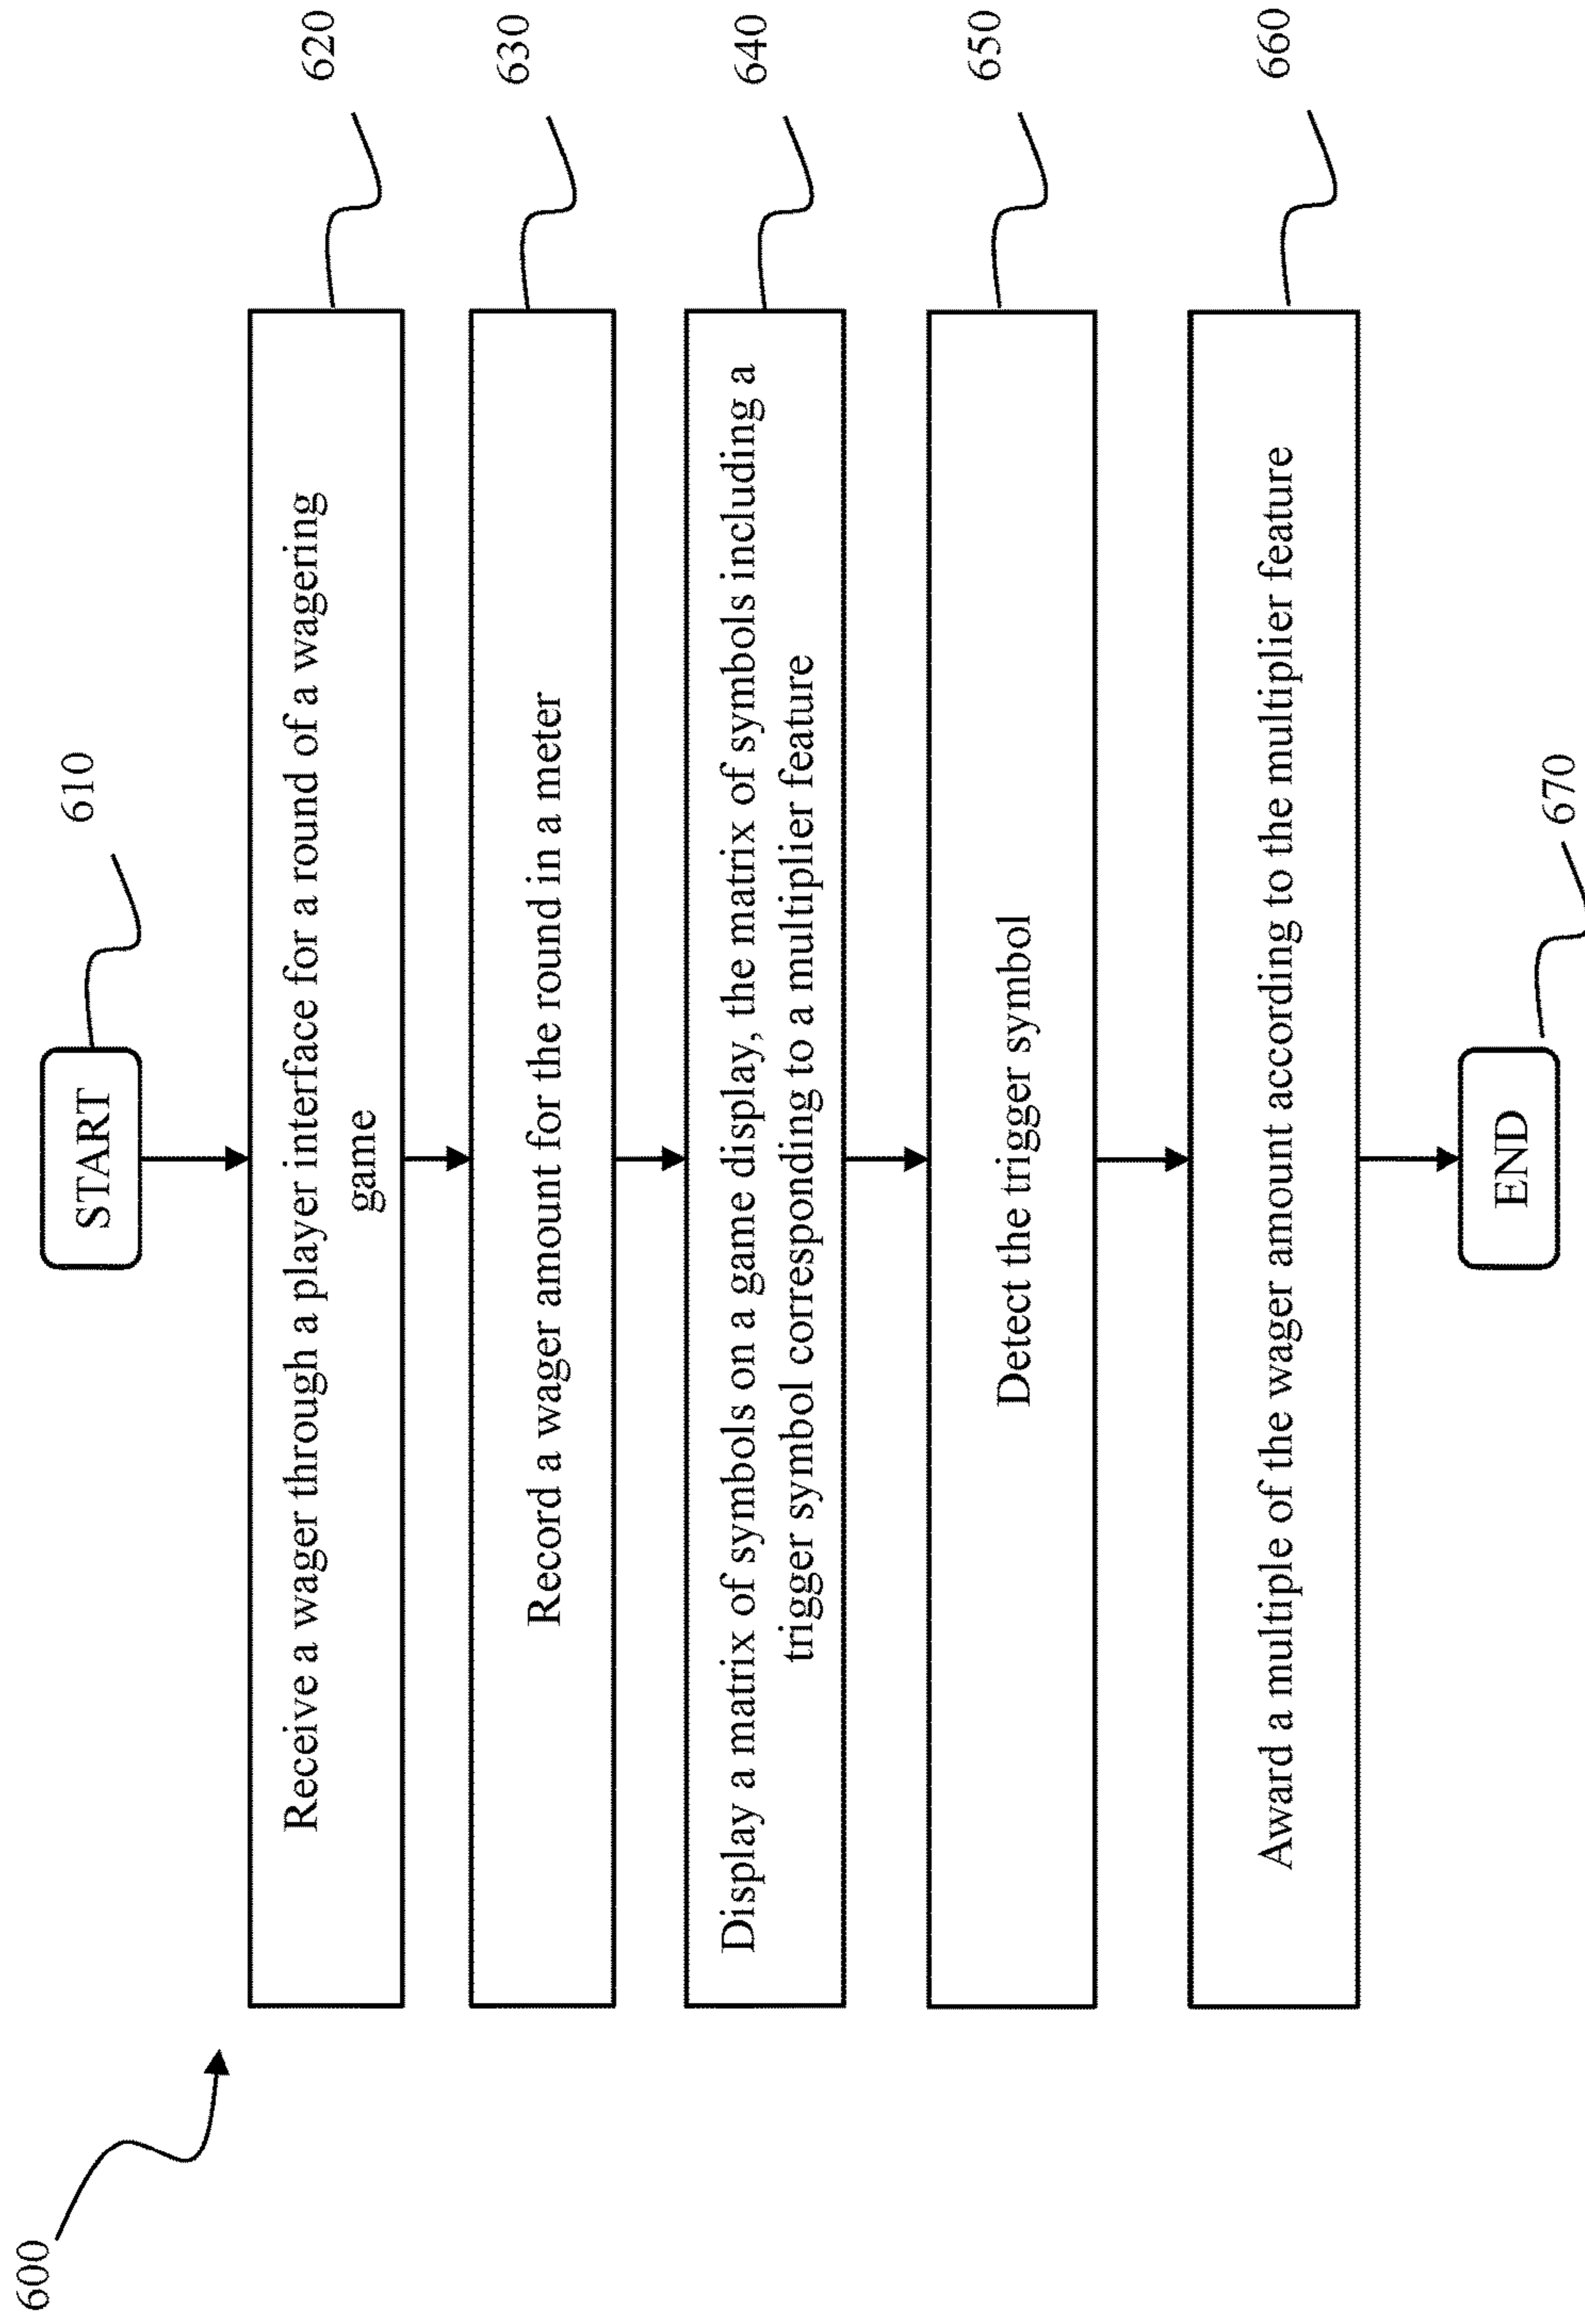 600
START
610
Receive a wager through a player interface for a round of a wagering
game
620
Record a wager amount for the round in a meter
630
Display a matrix of symbols on a game display, the matrix of symbols including a
trigger symbol corresponding to a multiplier feature
640
Detect the trigger symbol
650
Award a multiple of the wager amount according to the multiplier feature
660
END
670